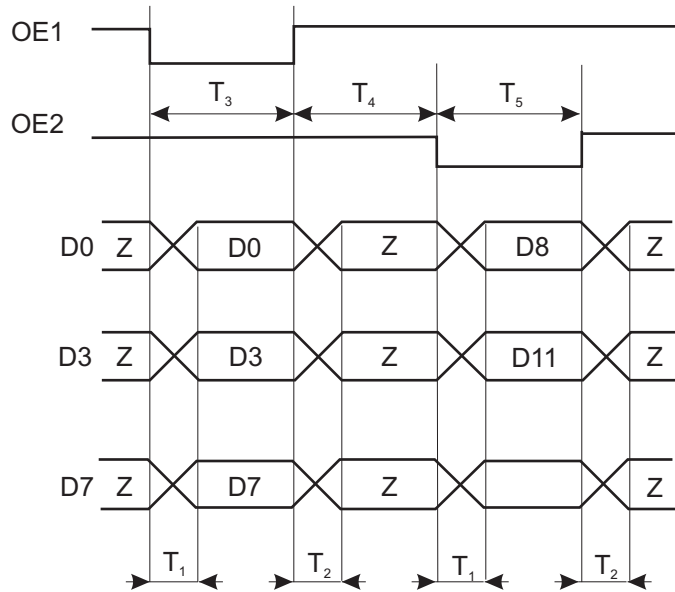 OE1
T₃ T₄ T₅
OE2
D0 Z D0 Z D8 Z
D3 Z D3 Z D11 Z
D7 Z D7 Z Z
T₁ T₂ T₁ T₂